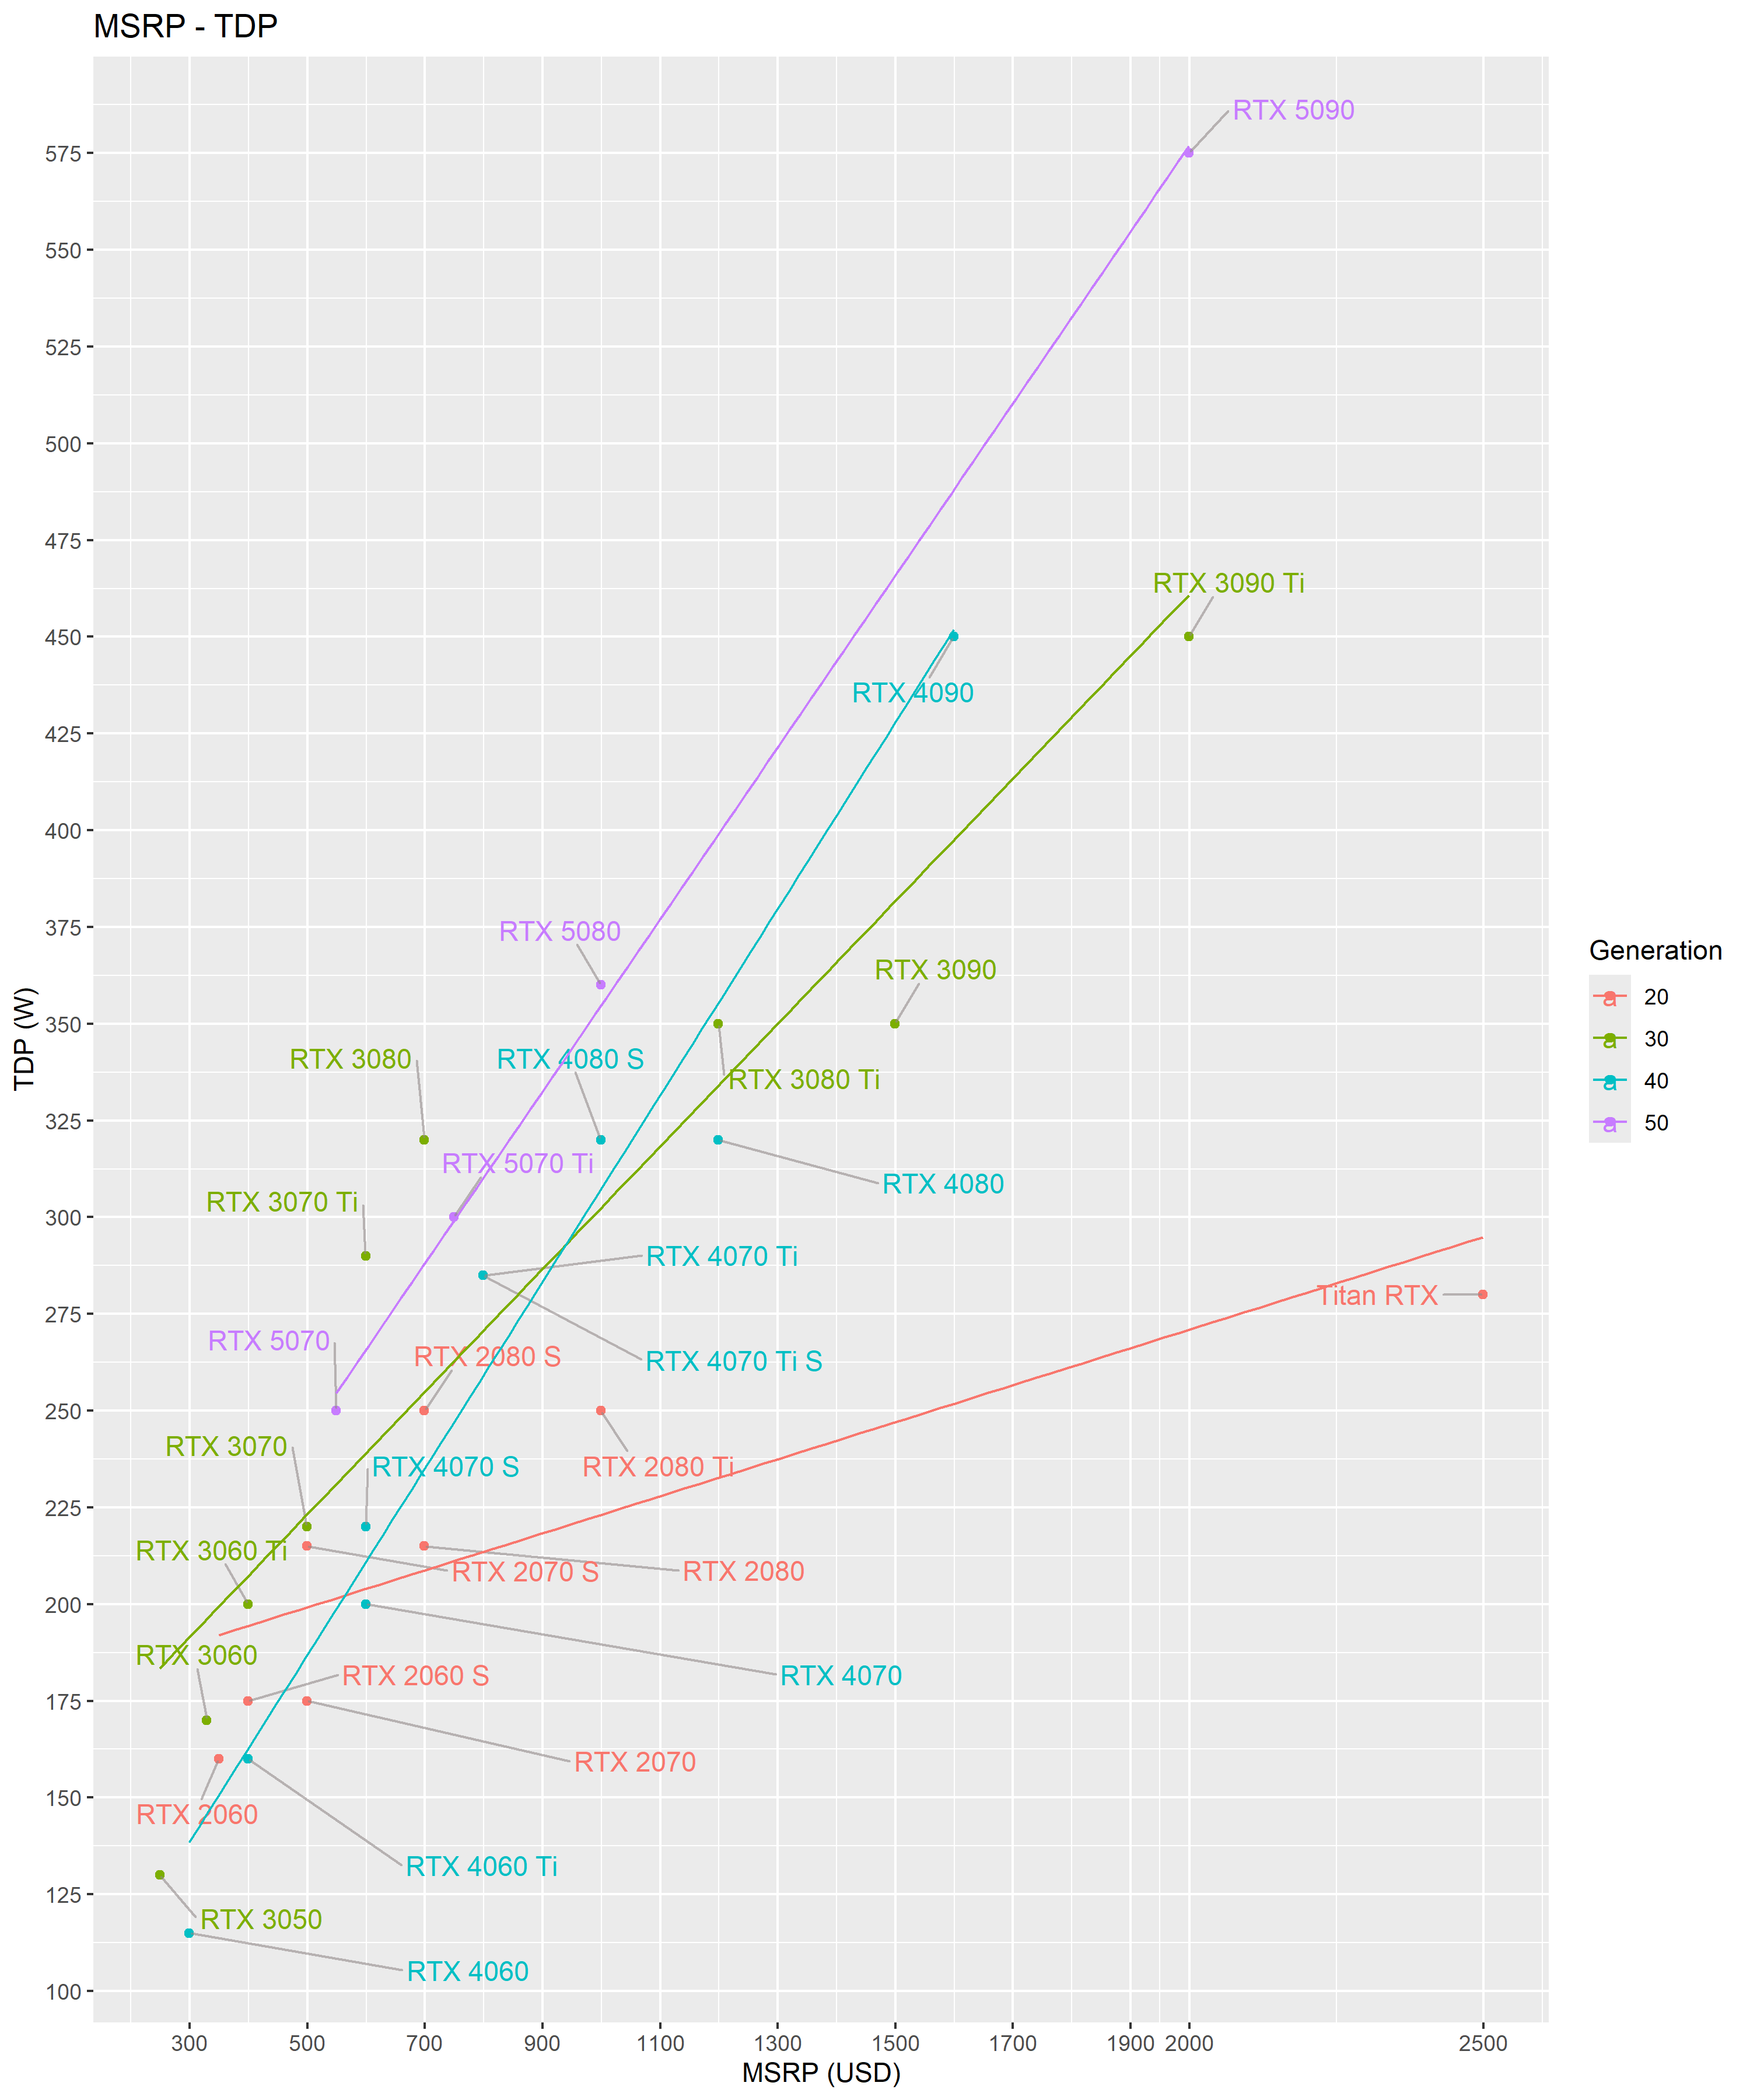 MSRP - TDP
RTX 5090
575
550
525
500
475
RTX 3090 Ti
450
RTX 4090
425
400
375
RTX 5080
RTX 3090
350
RTX 3080
RTX 4080 S
RTX 3080 Ti
325
RTX 5070 Ti
RTX 4080
RTX 3070 Ti
300
RTX 4070 Ti
Titan RTX
275
RTX 5070
RTX 2080 S
RTX 4070 Ti S
250
RTX 3070
RTX 4070 S
RTX 2080 Ti
225
RTX 3060 Ti
RTX 2070 S
RTX 2080
200
RTX 3060
RTX 2060 S
RTX 4070
175
RTX 2070
150
RTX 2060
RTX 4060 Ti
125
RTX 3050
RTX 4060
100
TDP (W)
300 500 700 900 1100 1300 1500 1700 1900 2000 2500
MSRP (USD)
Generation
a 20
a 30
a 40
a 50